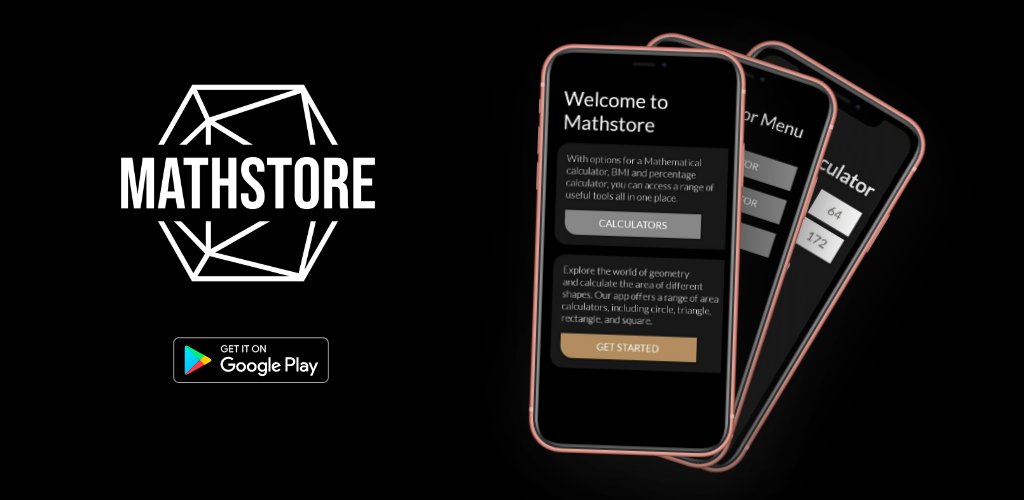 MATHSTORE
GET IT ON
Google Play
Welcome to
Mathstore
With options for a Mathematical
calculator, BMI and percentage
calculator, you can access a range of
useful tools all in one place.
CALCULATORS
Explore the world of geometry
and calculate the area of different
shapes. Our app offers a range of area
calculators, including circle, triangle,
rectangle, and square.
GET STARTED
or Menu
OR
TOR
culator
64
172